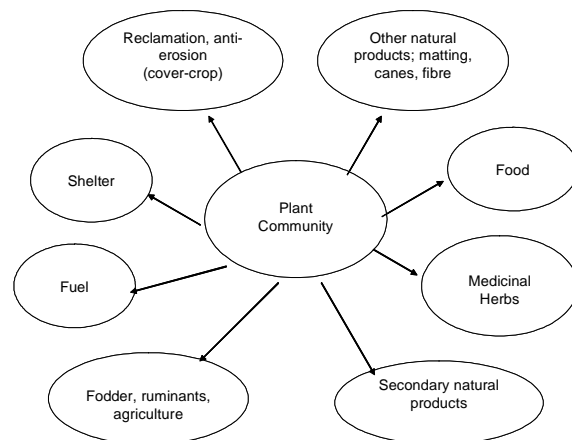 Reclamation, anti-
erosion
(cover-crop)
Other natural
products; matting,
canes, fibre
Shelter
Food
Plant
Community
Fuel
Medicinal
Herbs
Fodder, ruminants,
agriculture
Secondary natural
products